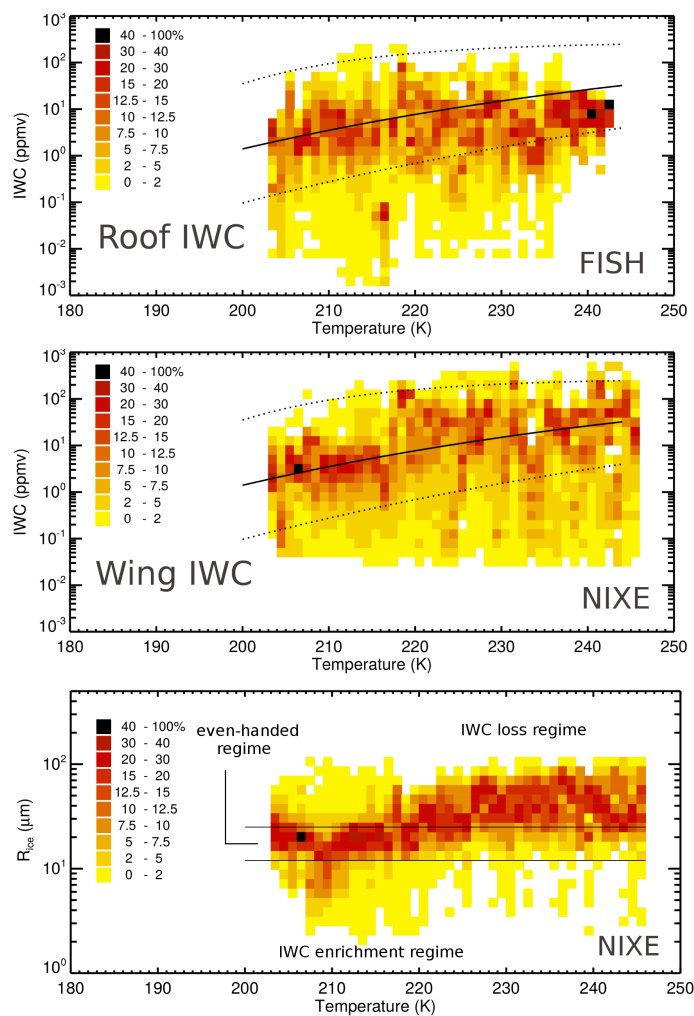 10³
40 - 100%
30 - 40
20 - 30
15 - 20
12.5 - 15
10 - 12.5
7.5 - 10
5 - 7.5
2 - 5
0 - 2
10²
10¹
10⁰
10⁻¹
10⁻²
10⁻³
IWC (ppmv)
Roof IWC
FISH
180 190 200 210 220 230 240 250
Temperature (K)
10³
40 - 100%
30 - 40
20 - 30
15 - 20
12.5 - 15
10 - 12.5
7.5 - 10
5 - 7.5
2 - 5
0 - 2
10²
10¹
10⁰
10⁻¹
10⁻²
10⁻³
IWC (ppmv)
Wing IWC
NIXE
180 190 200 210 220 230 240 250
Temperature (K)
40 - 100%
30 - 40
20 - 30
15 - 20
12.5 - 15
10 - 12.5
7.5 - 10
5 - 7.5
2 - 5
0 - 2
even-handed
regime
IWC loss regime
10²
10¹
10⁰
R_ice (μm)
IWC enrichment regime
NIXE
180 190 200 210 220 230 240 250
Temperature (K)